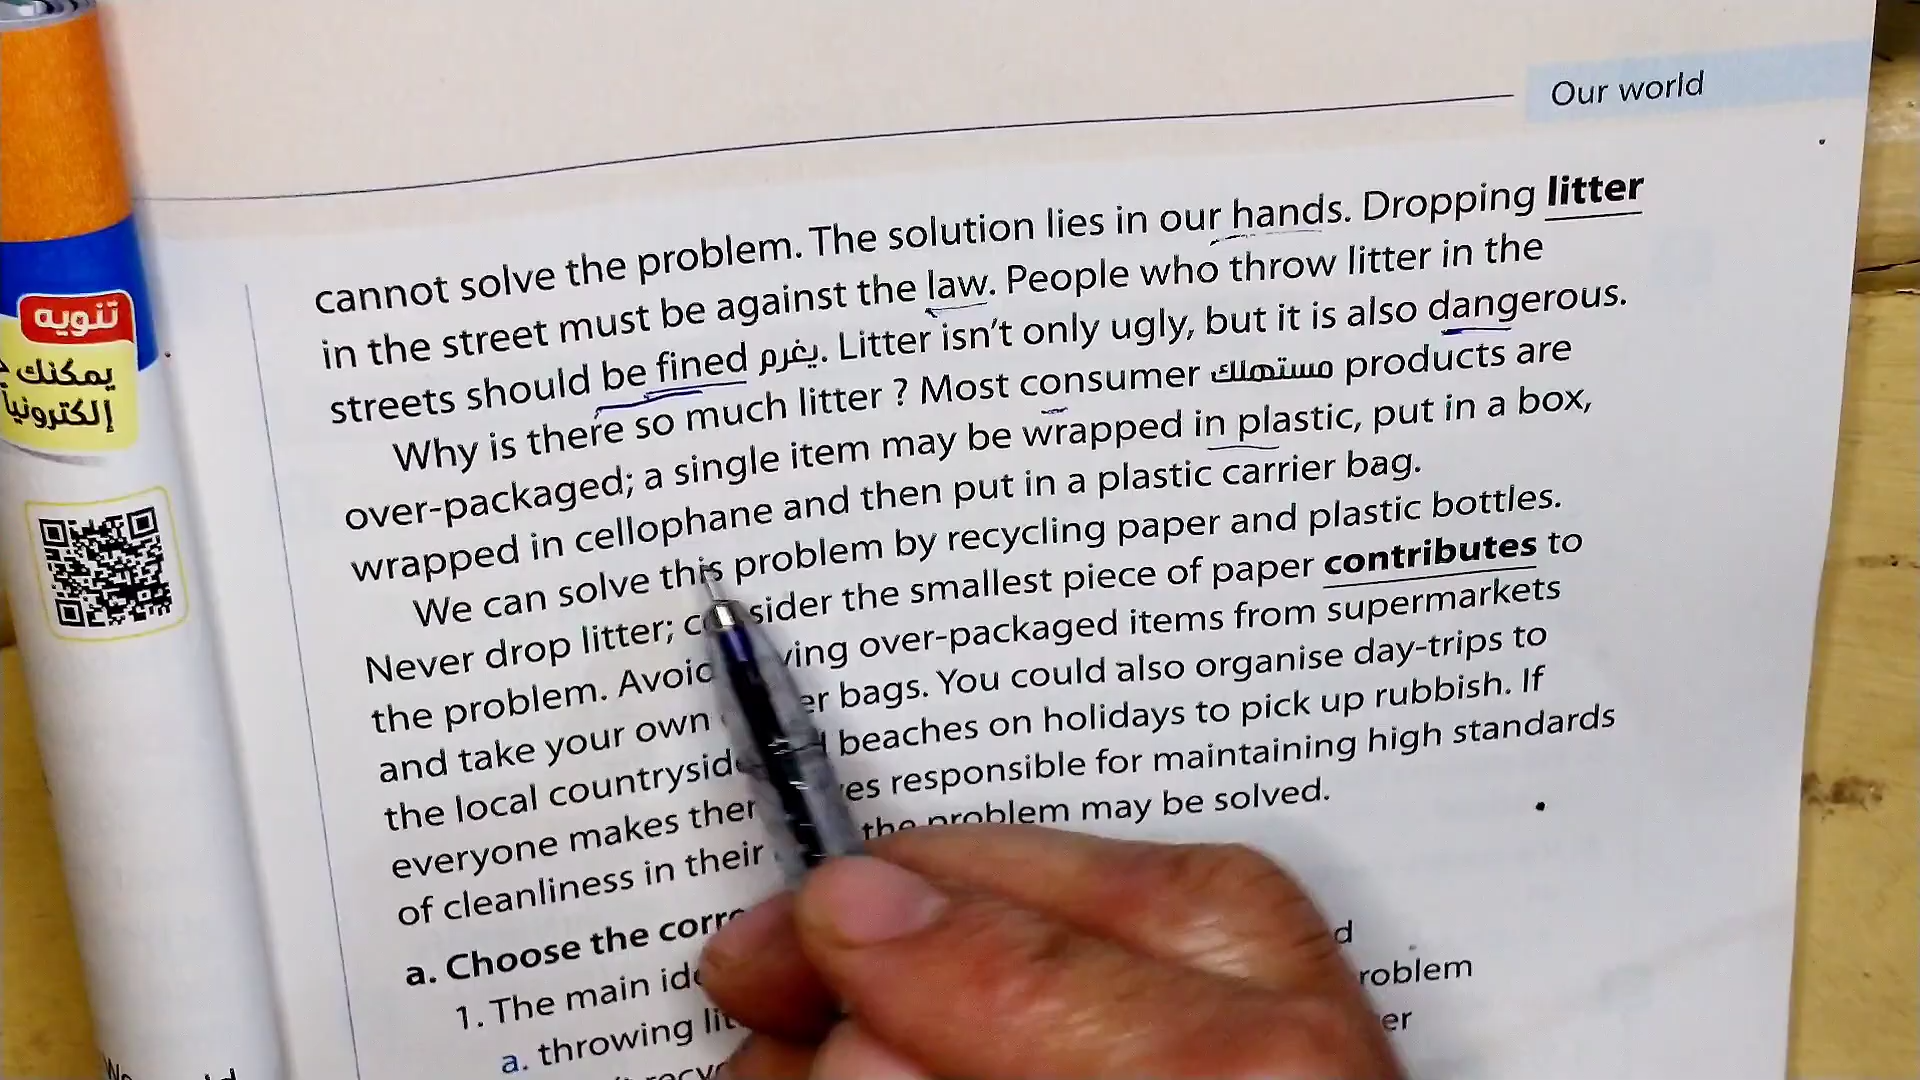 Our world
cannot solve the problem. The solution lies in our hands. Dropping litter
in the street must be against the law. People who throw litter in the
streets should be fined يغرم. Litter isn't only ugly, but it is also dangerous.
Why is there so much litter ? Most consumer مستهلك products are
over-packaged; a single item may be wrapped in plastic, put in a box,
wrapped in cellophane and then put in a plastic carrier bag.
We can solve this problem by recycling paper and plastic bottles.
Never drop litter; consider the smallest piece of paper contributes to
the problem. Avoid over-packaged items from supermarkets
and take your own bags. You could also organise day-trips to
the local beaches on holidays to pick up rubbish. If
everyone makes responsible for maintaining high standards
of cleanliness in their the problem may be solved.
a. Choose the
1. The main
a. throwing
تنويه
يمكنك
إلكترونياً